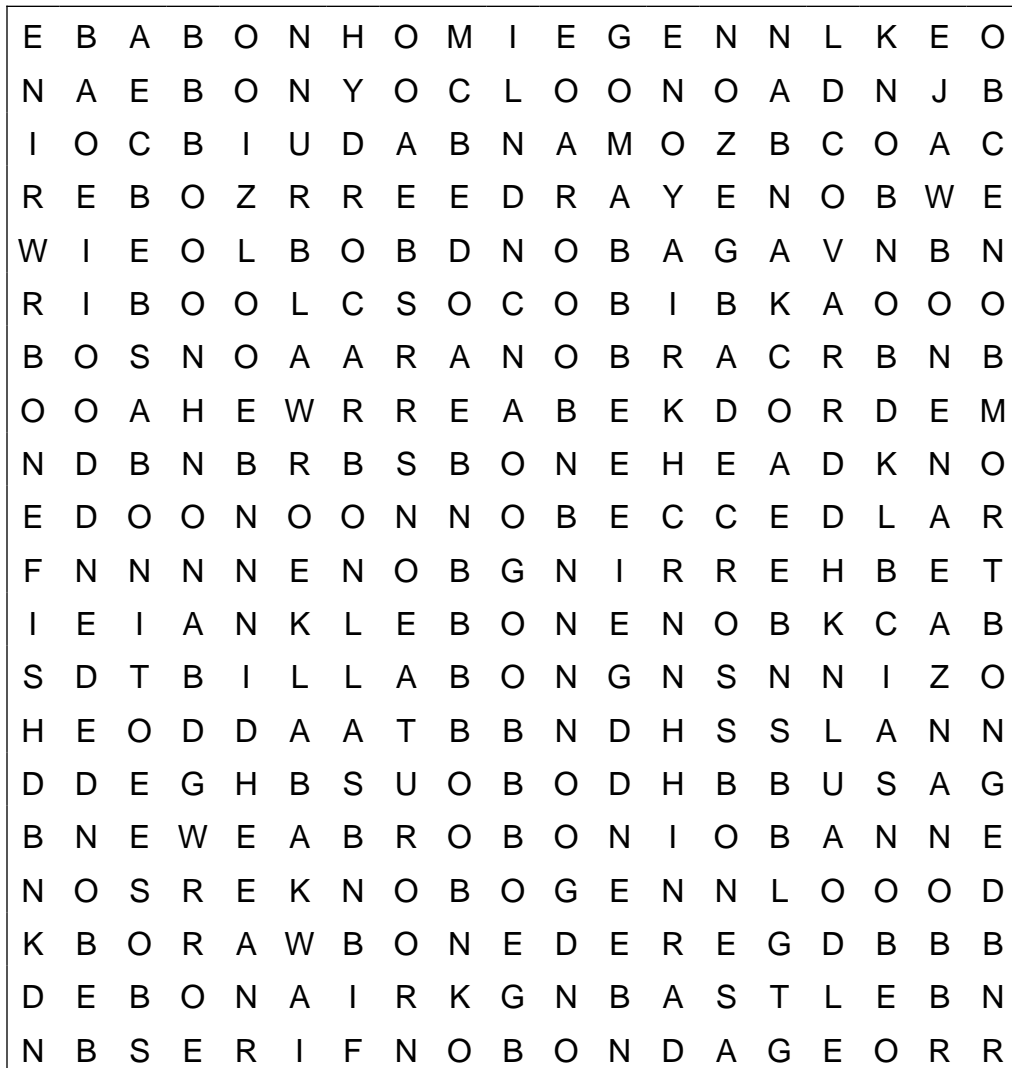 E B A B O N H O M I E G E N N L K E O
N A E B O N Y O C L O O N O A D N J B
I O C B I U D A B N A M O Z B C O A C
R E B O Z R R E E D R A Y E N O B W E
W I E O L B O B D N O B A G A V N B N
R I B O O L C S O C O B I B K A O O O
B O S N O A A R A N O B R A C R B N B
O O A H E W R R E A B E K D O R D E M
N D B N B R B S B O N E H E A D K N O
E D O O N O O N N O B E C C E D L A R
F N N N N E N O B G N I R R E H B E T
I E I A N K L E B O N E N O B K C A B
S D T B I L L A B O N G N S N N I Z O
H E O D D A A T B B N D H S S L A N N
D D E G H B S U O B O D H B B U S A G
B N E W E A B R O B O N I O B A N N E
N O S R E K N O B O G E N N L O O O D
K B O R A W B O N E D E R E G D B B B
D E B O N A I R K G N B A S T L E B N
N B S E R I F N O B O N D A G E O R R